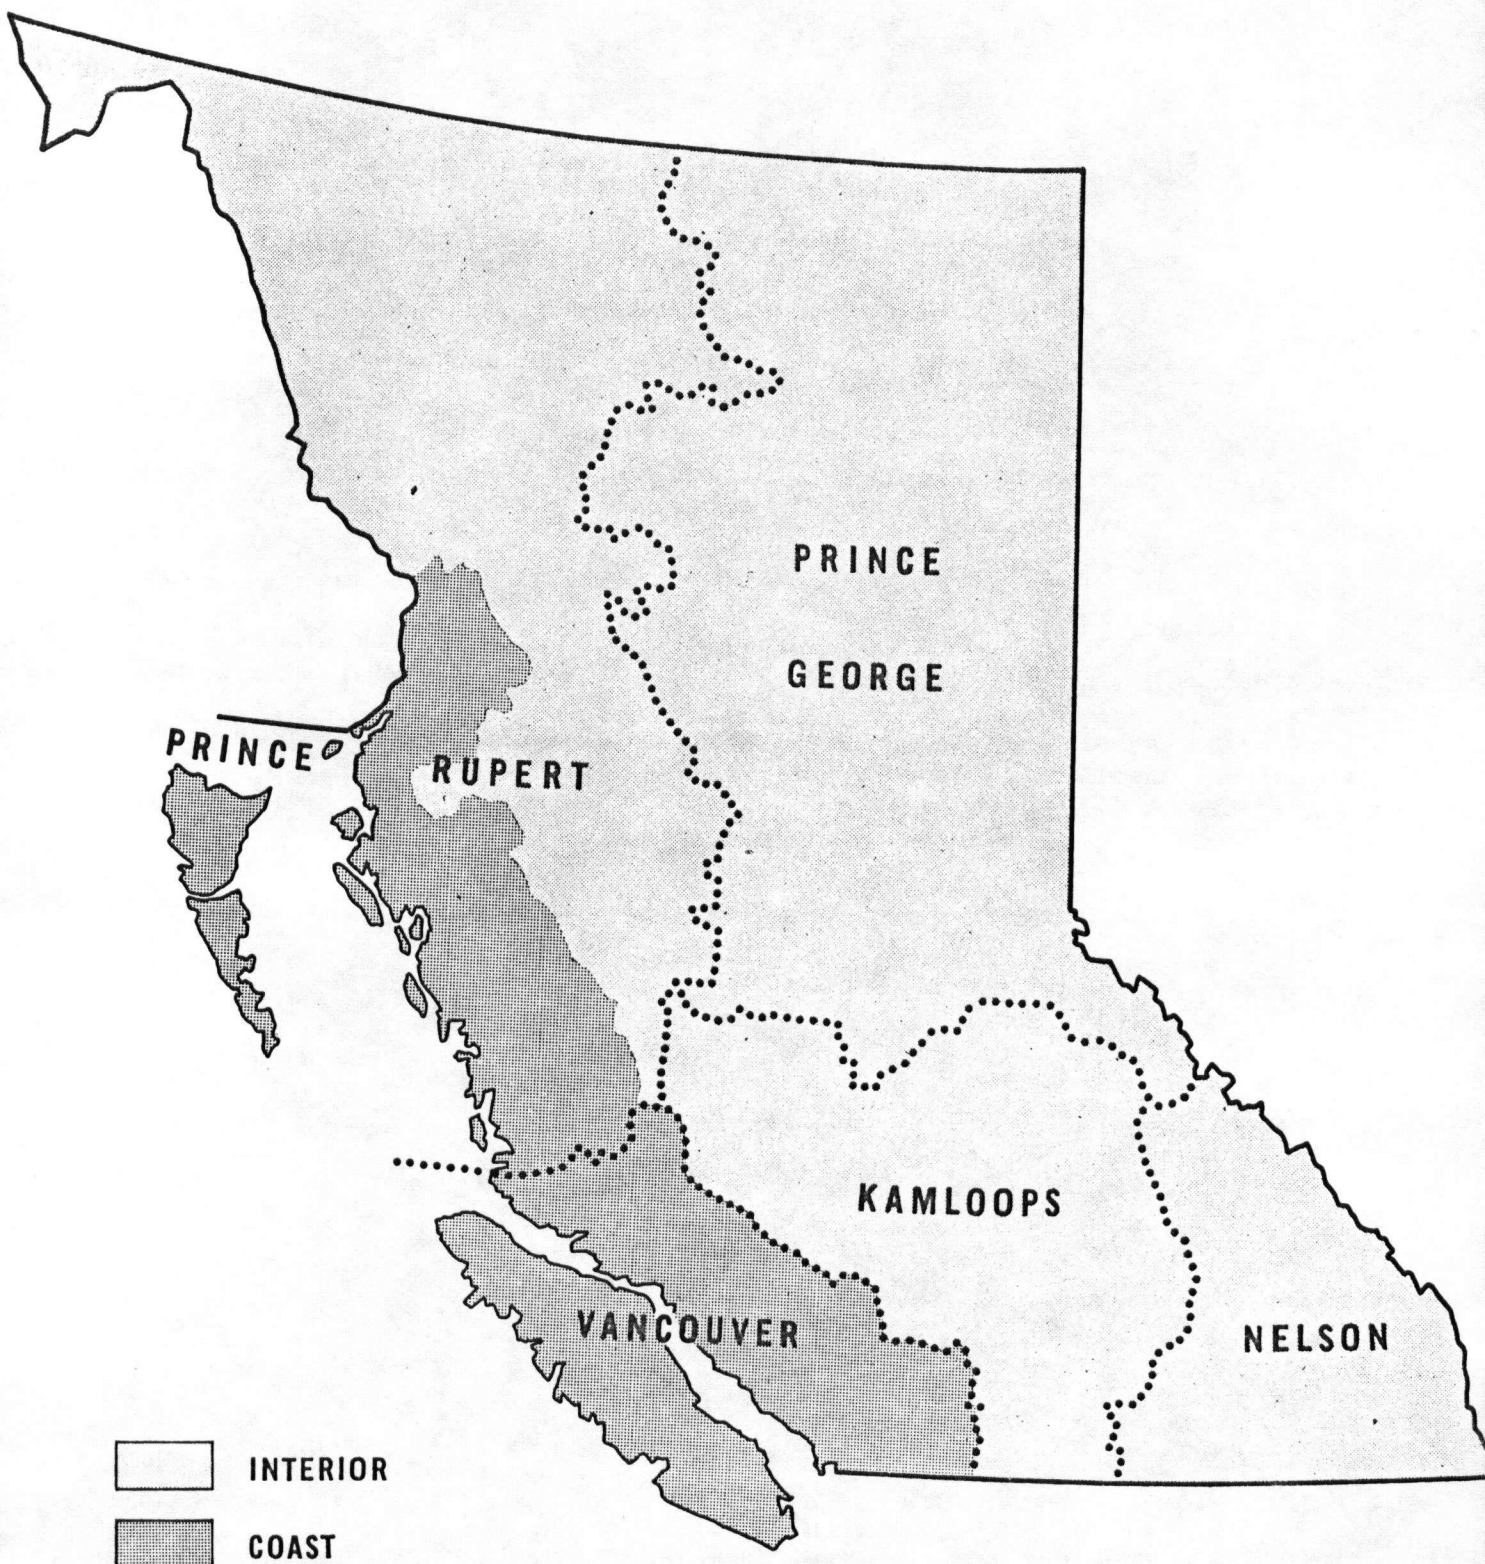 PRINCE
GEORGE
PRINCE RUPERT
KAMLOOPS
VANCOUVER
NELSON
INTERIOR
COAST